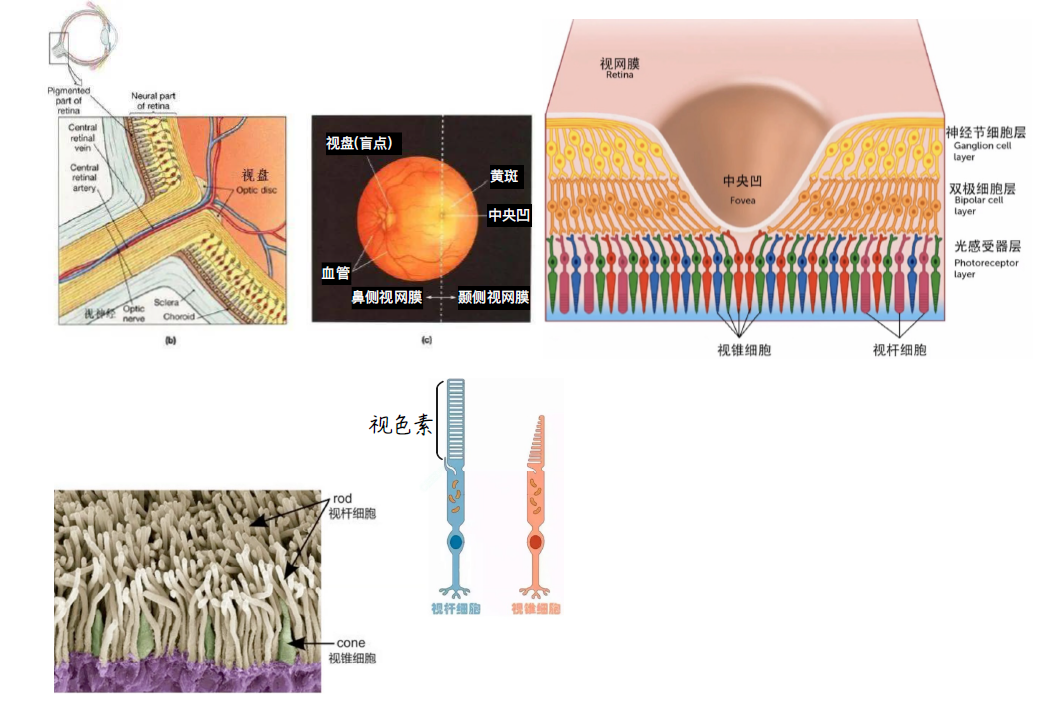 Pigmented
part of
retina
Neural part
of retina
Central
retinal
vein
Central
retinal
artery
视盘
Optic disc
Sclera
Choroid
Optic
nerve
视神经
(b)
视盘(盲点)
黄斑
中央凹
血管
鼻侧视网膜
颞侧视网膜
(c)
视网膜
Retina
中央凹
Fovea
神经节细胞层
Ganglion cell
layer
双极细胞层
Bipolar cell
layer
光感受器层
Photoreceptor
layer
视锥细胞
视杆细胞
视色素
视杆细胞
视锥细胞
rod
视杆细胞
cone
视锥细胞